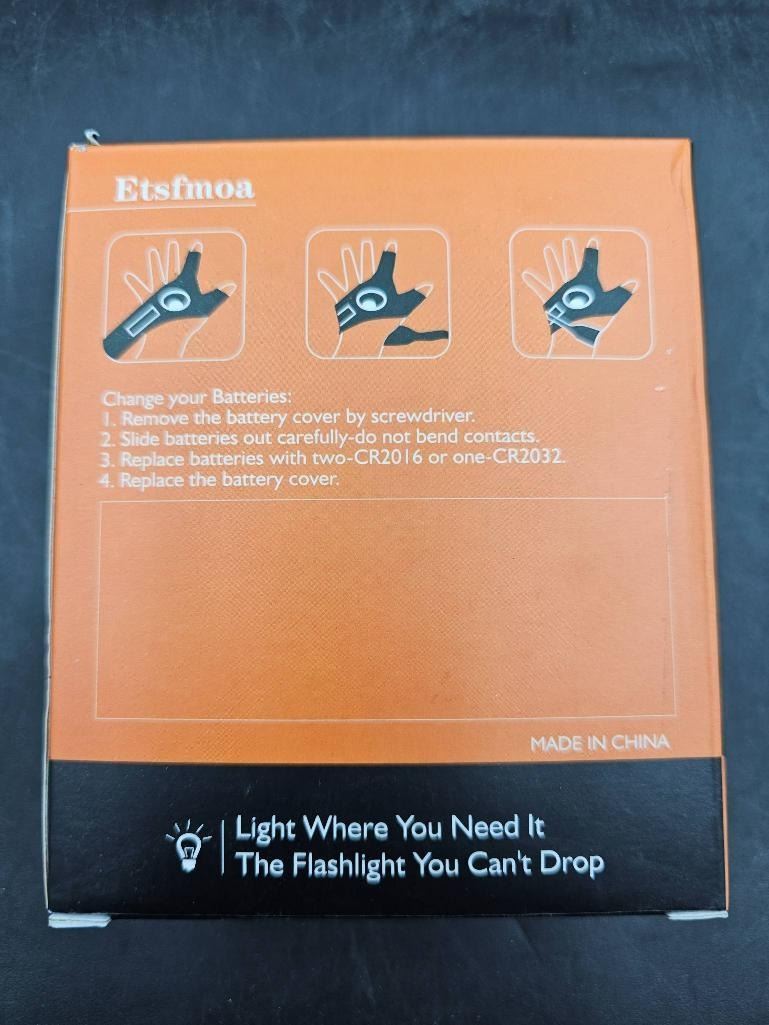 Etsfmoa
Change your Batteries:
1. Remove the battery cover by screwdriver.
2. Slide batteries out carefully-do not bend contacts.
3. Replace batteries with two-CR2016 or one-CR2032.
4. Replace the battery cover.
MADE IN CHINA
Light Where You Need It
The Flashlight You Can't Drop